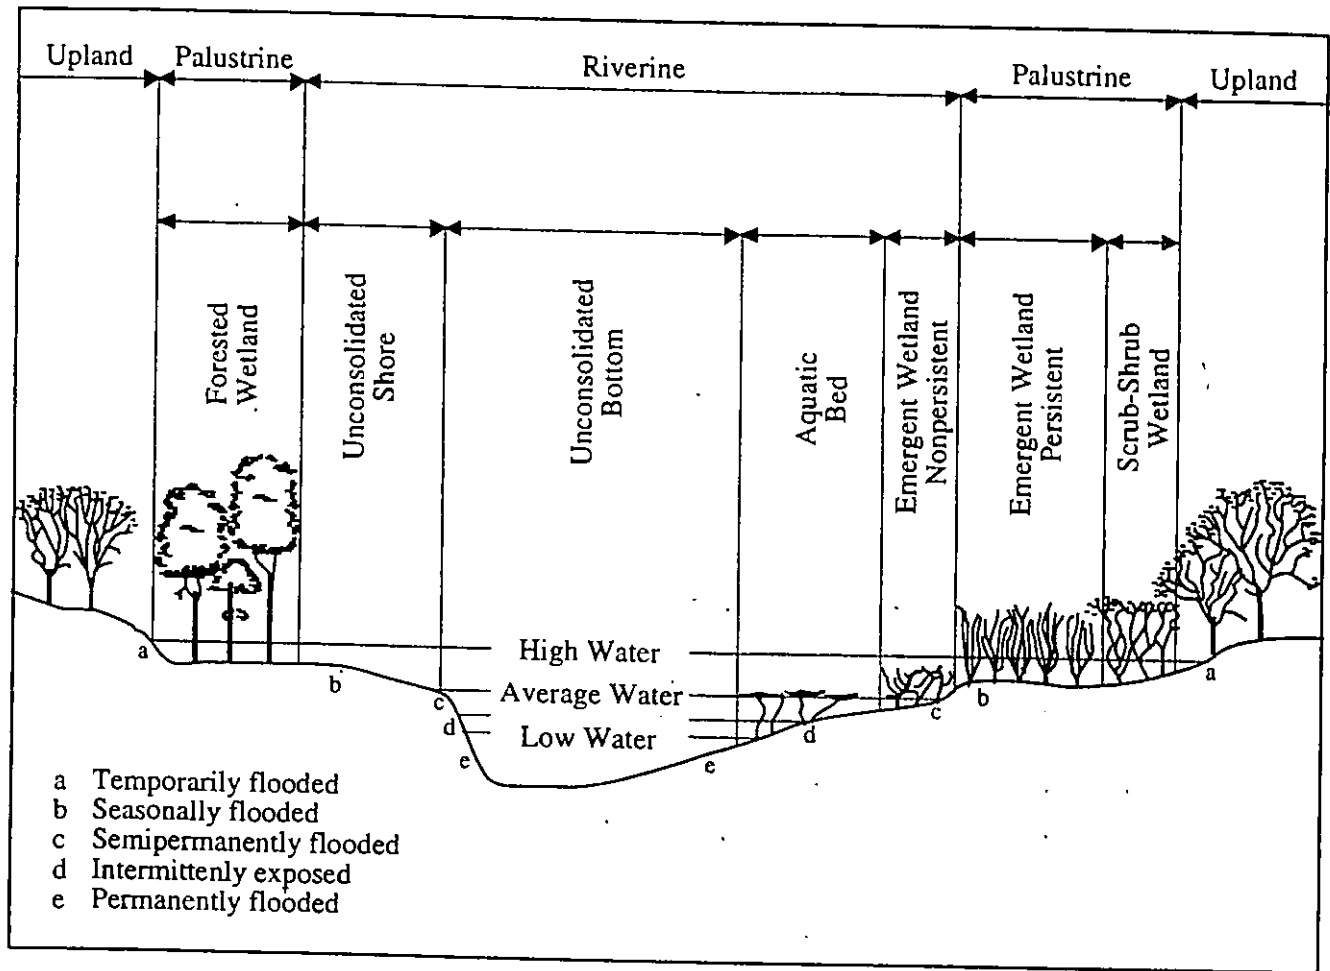 Upland
Palustrine
Riverine
Palustrine
Upland
Forested
Wetland
Unconsolidated
Shore
Unconsolidated
Bottom
Aquatic
Bed
Emergent Wetland
Nonpersistent
Emergent Wetland
Persistent
Scrub-Shrub
Wetland
High Water
Average Water
Low Water
a
b
c
d
e
e
d
c
b
a
a Temporarily flooded
b Seasonally flooded
c Semipermanently flooded
d Intermittenly exposed
e Permanently flooded